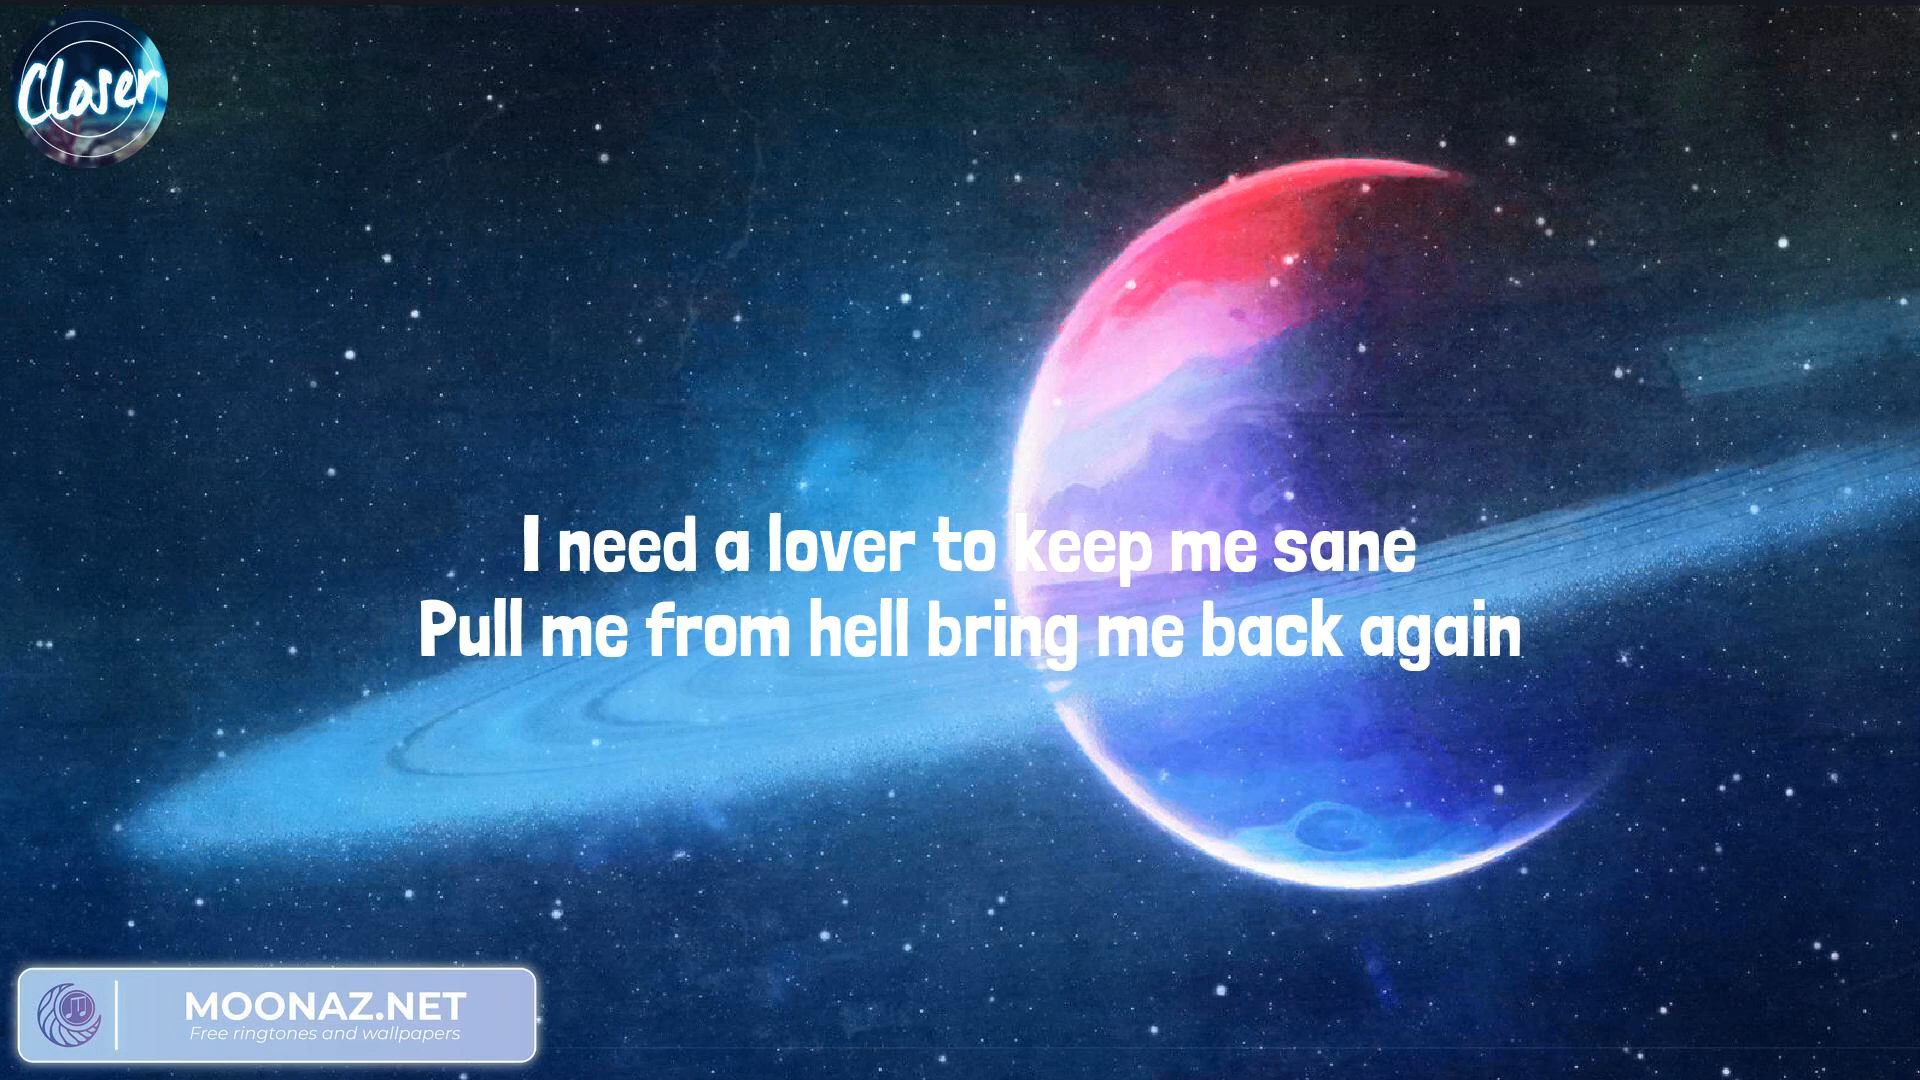 Closer
I need a lover to keep me sane
Pull me from hell bring me back again
MOONAZ.NET
Free ringtones and wallpapers